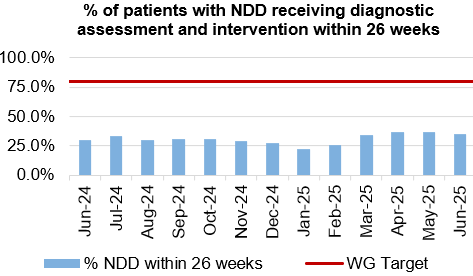 % of patients with NDD receiving diagnostic
assessment and intervention within 26 weeks
100.0%
75.0%
50.0%
25.0%
0.0%
Jun-24
Jul-24
Aug-24
Sep-24
Oct-24
Nov-24
Dec-24
Jan-25
Feb-25
Mar-25
Apr-25
May-25
Jun-25
% NDD within 26 weeks
WG Target